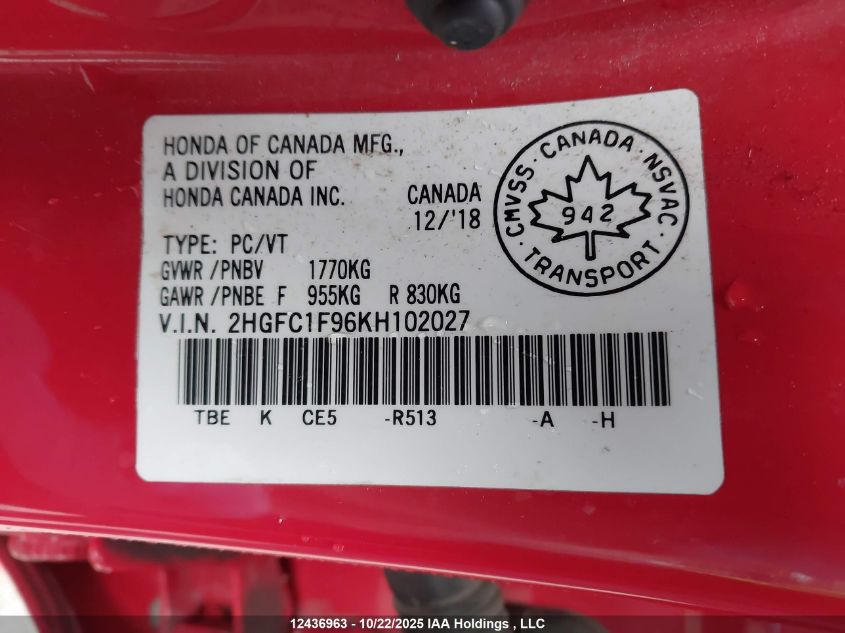 HONDA OF CANADA MFG.,
A DIVISION OF
HONDA CANADA INC. CANADA
12/'18
TYPE: PC/VT
GVWR /PNBV 1770KG
GAWR /PNBE F 955KG R 830KG
V.I.N. 2HGFC1F96KH102027
TBE K CE5 -R513 -A -H
CMVSS · CANADA · NSVAC · TRANSPORT ·
942
12436963 - 10/22/2025 IAA Holdings , LLC